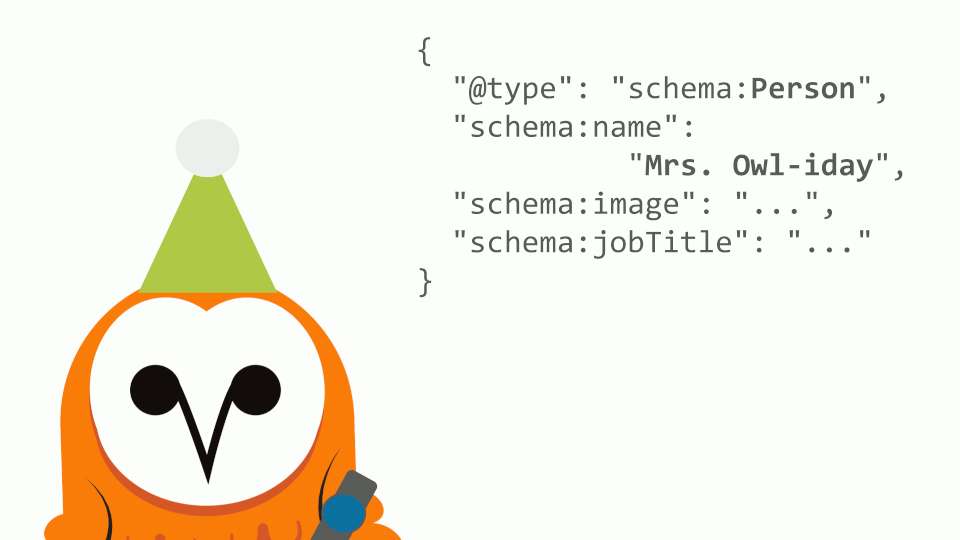 {
"@type": "schema:Person",
"schema:name":
"Mrs. Owl-iday",
"schema:image": "...",
"schema:jobTitle": "..."
}